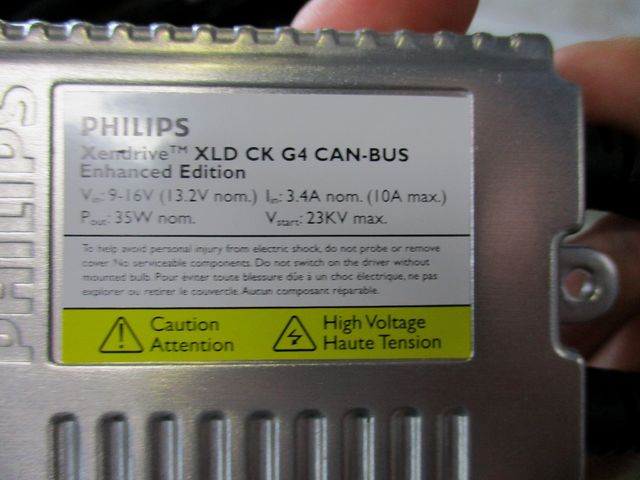 PHILIPS
PHILIPS
Xendrive™ XLD CK G4 CAN-BUS
Enhanced Edition
Vin: 9-16V (13.2V nom.) Iin: 3.4A nom. (10A max.)
Pout: 35W nom. Vstart: 23KV max.
To help avoid personal injury from electric shock, do not probe or remove
cover. No serviceable components. Do not switch on the driver without
mounted bulb. Pour éviter toute blessure dûe à un choc électrique, ne pas
explorer ou retirer le couvercle. Aucun composant réparable.
Caution
Attention
High Voltage
Haute Tension